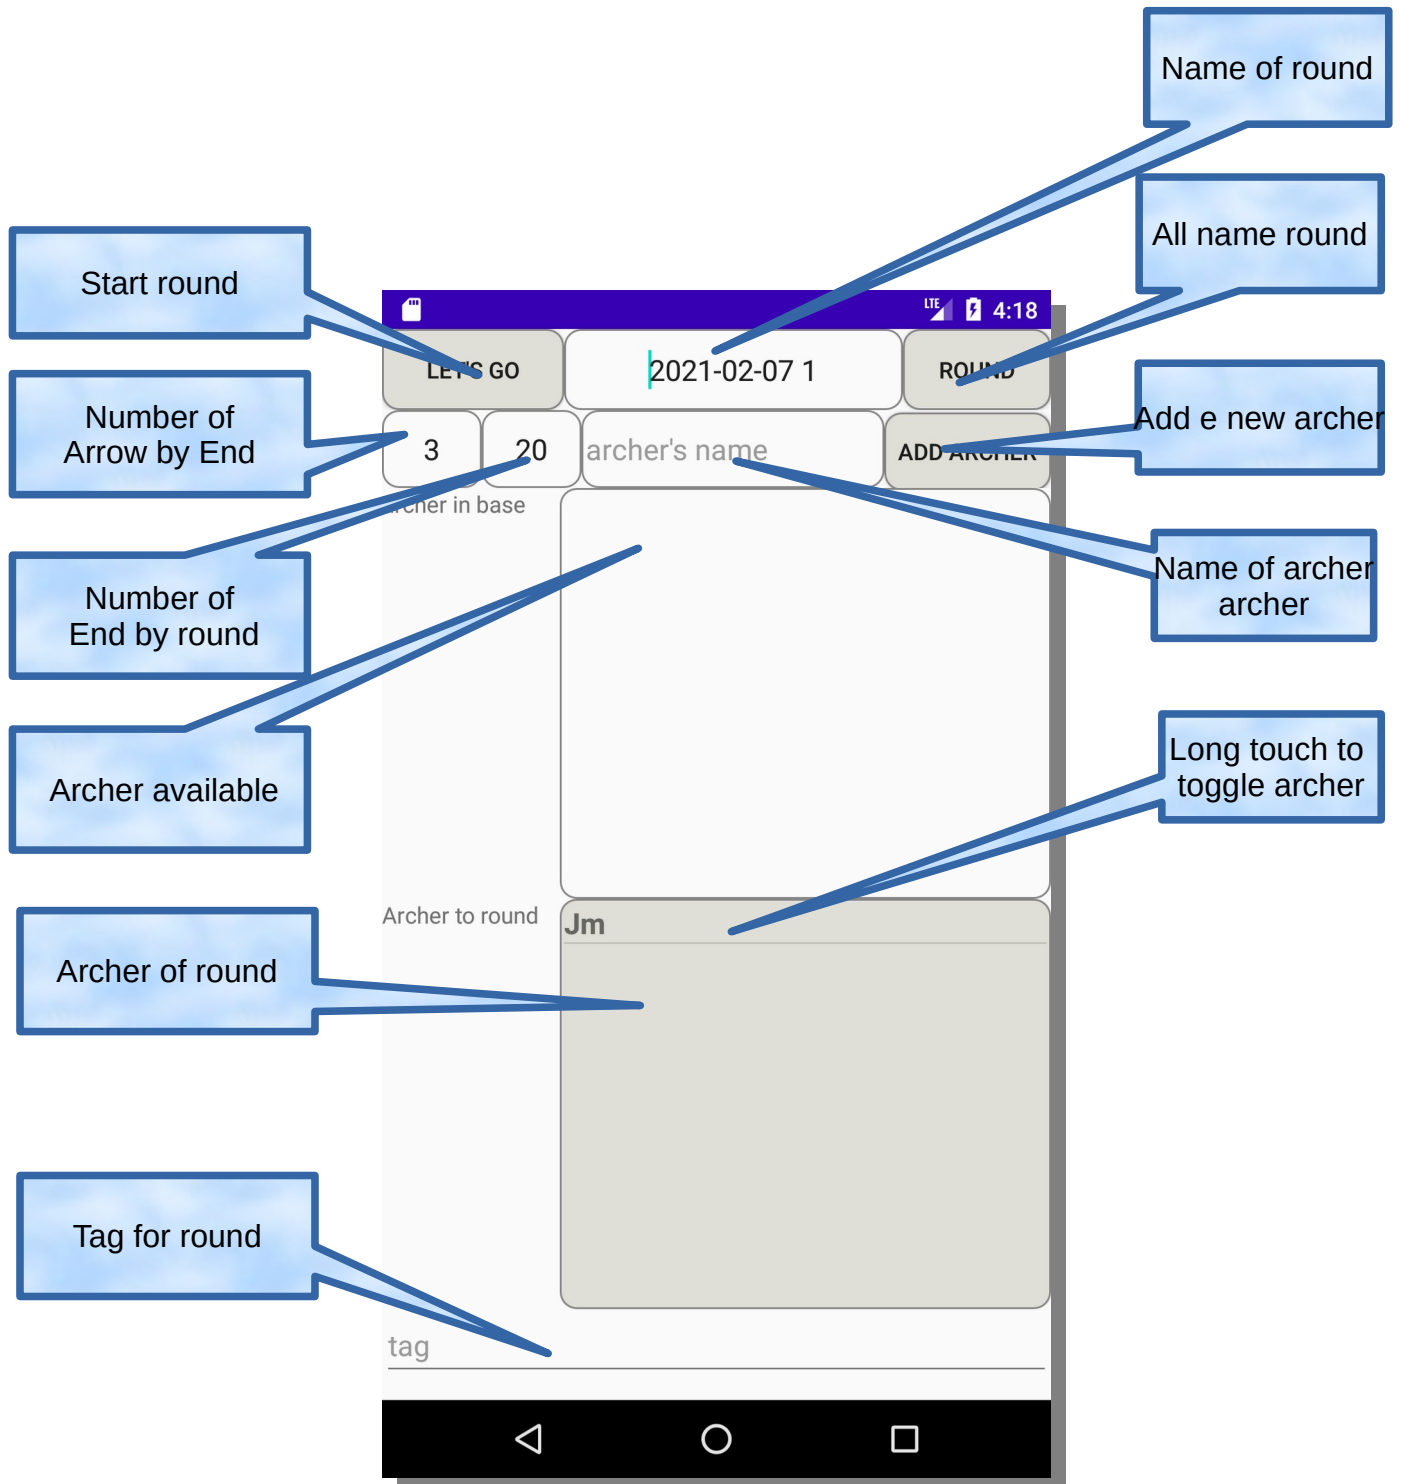 Name of round
All name round
Start round
LTE 4:18
LET'S GO
2021-02-07 1
ROUND
Number of
Arrow by End
3
20
archer's name
ADD ARCHER
Add e new archer
archer in base
Name of archer
archer
Number of
End by round
Archer available
Long touch to
toggle archer
Archer to round
Jm
Archer of round
Tag for round
tag